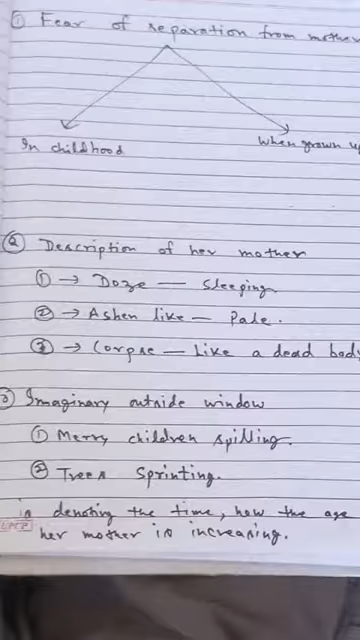 ① Fear of separation from mother
In childhood When grown up
② Description of her mother
① → Doze — Sleeping.
② → Ashen like — Pale.
③ → Corpse — Like a dead body
③ Imaginary outside window
① Merry children spilling.
② Trees Sprinting.
is denoting the time, how the age
her mother is increasing.